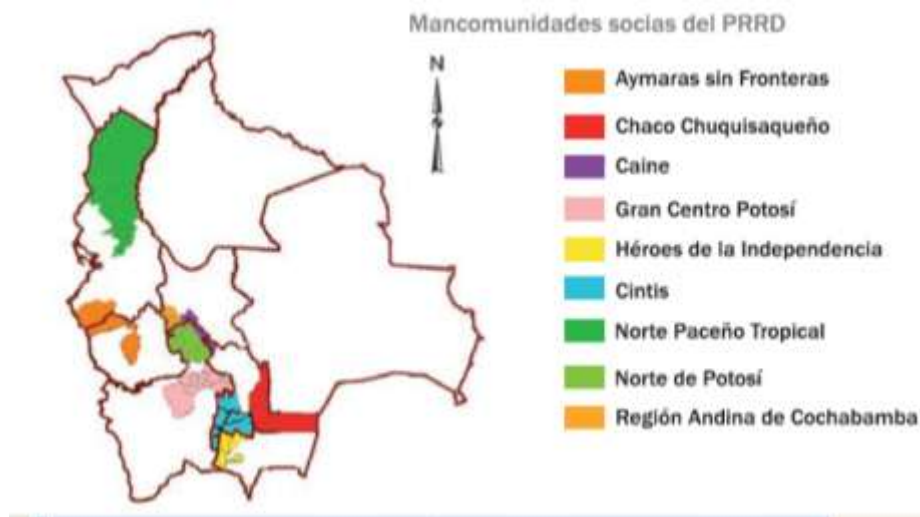 Mancomunidades socias del PRRD
N
Aymaras sin Fronteras
Chaco Chuquisaqueño
Caine
Gran Centro Potosí
Héroes de la Independencia
Cintis
Norte Paceño Tropical
Norte de Potosí
Región Andina de Cochabamba